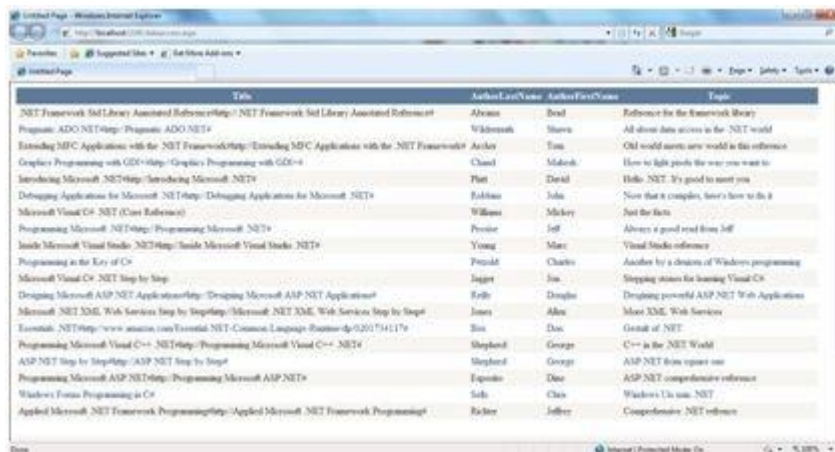 Untitled Page - Windows Internet Explorer
Favorites Suggested Sites Get More Add-ons
Untitled Page Page Safety Tools
Title AuthorLastName AuthorFirstName Topic
.NET Framework Std Library Annotated Reference#http://.NET Framework Std Library Annotated Reference# Abrams Brad Reference for the framework library
Pragmatic ADO.NET#http://Pragmatic ADO.NET# Wildermuth Shawn All about data access in the .NET world
Extending MFC Applications with the .NET Framework#http://Extending MFC Applications with the .NET Framework# Archer Tom Old world meets new world in this reference
Graphics Programming with GDI+#http://Graphics Programming with GDI+# Chand Mahesh How to light pixels the way you want to
Introducing Microsoft .NET#http://Introducing Microsoft .NET# Platt David Hello .NET. It's good to meet you
Debugging Applications for Microsoft .NET#http://Debugging Applications for Microsoft .NET# Robbins John Now that it compiles, here's how to fix it
Microsoft Visual C# .NET (Core Reference) Williams Mickey Just the facts
Programming Microsoft .NET#http://Programming Microsoft .NET# Prosise Jeff Always a good read from Jeff
Inside Microsoft Visual Studio .NET#http://Inside Microsoft Visual Studio .NET# Young Marc Visual Studio reference
Programming in the Key of C# Petzold Charles Another by a denizen of Windows programming
Microsoft Visual C# .NET Step by Step Jagger Jon Stepping stones for learning Visual C#
Designing Microsoft ASP.NET Applications#http://Designing Microsoft ASP.NET Applications# Reilly Douglas Designing powerful ASP.NET Web Applications
Microsoft .NET XML Web Services Step by Step#http://Microsoft .NET XML Web Services Step by Step# Jones Allen More XML Web Services
Essentials .NET#http://www.amazon.com/Essential-NET-Common-Language-Runtime-dp/0201734117# Box Don Gestalt of .NET
Programming Microsoft Visual C++ .NET#http://Programming Microsoft Visual C++ .NET# Shepherd George C++ in the .NET World
ASP.NET Step by Step#http://ASP.NET Step by Step# Shepherd George ASP.NET from square one
Programming Microsoft ASP.NET#http://Programming Microsoft ASP.NET# Esposito Dino ASP.NET comprehensive reference
Windows Forms Programming in C# Sells Chris Windows UIs .NET
Applied Microsoft .NET Framework Programming#http://Applied Microsoft .NET Framework Programming# Richter Jeffrey Comprehensive .NET
Done Internet | Protected Mode: On